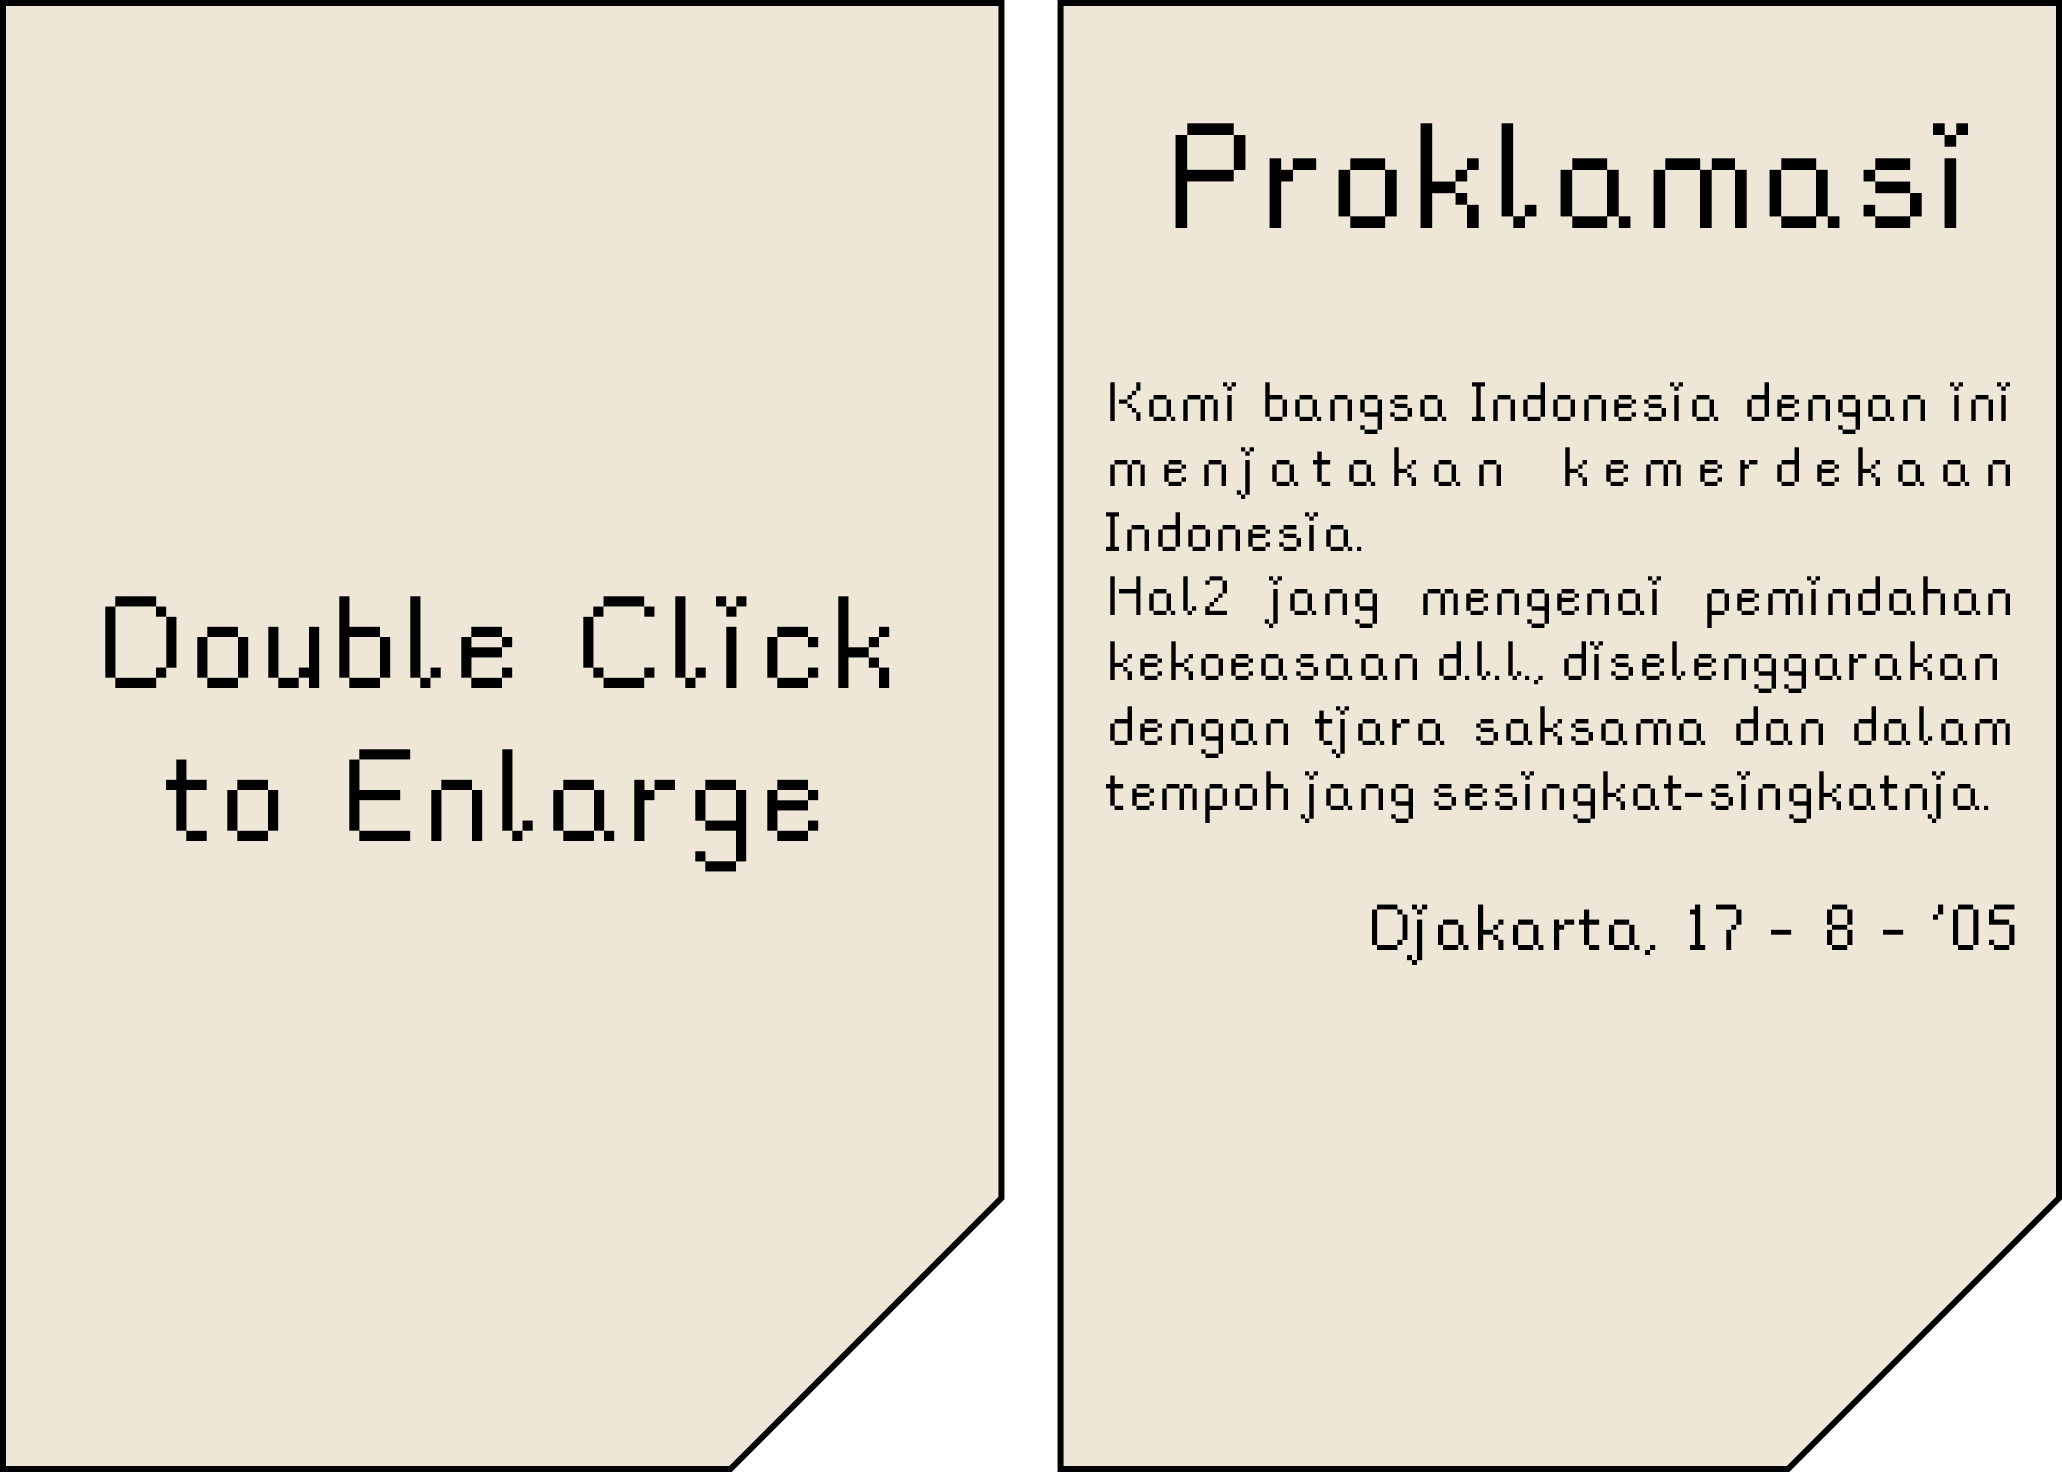 Double Click
to Enlarge
Proklamasi
Kami bangsa Indonesia dengan ini
menjatakan kemerdekaan
Indonesia.
Hal2 jang mengenai pemindahan
kekoeasaan d.l.l., diselenggarakan
dengan tjara saksama dan dalam
tempoh jang sesingkat-singkatnja.
Djakarta, 17 - 8 - '05